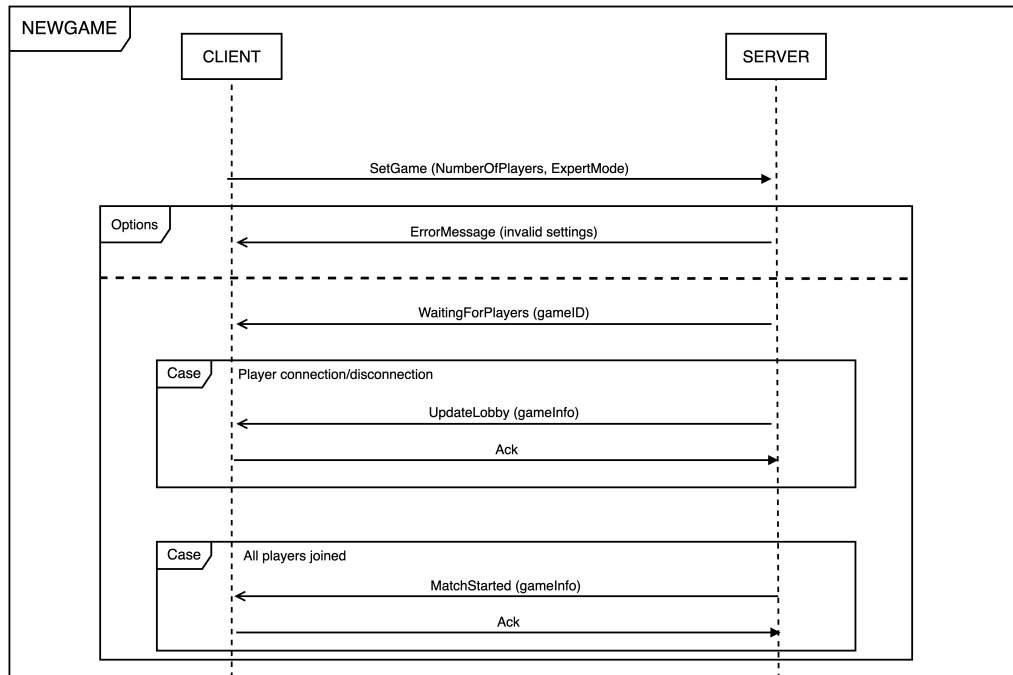 NEWGAME
CLIENT
SERVER
SetGame (NumberOfPlayers, ExpertMode)
Options
ErrorMessage (invalid settings)
WaitingForPlayers (gameID)
Case
Player connection/disconnection
UpdateLobby (gameInfo)
Ack
Case
All players joined
MatchStarted (gameInfo)
Ack